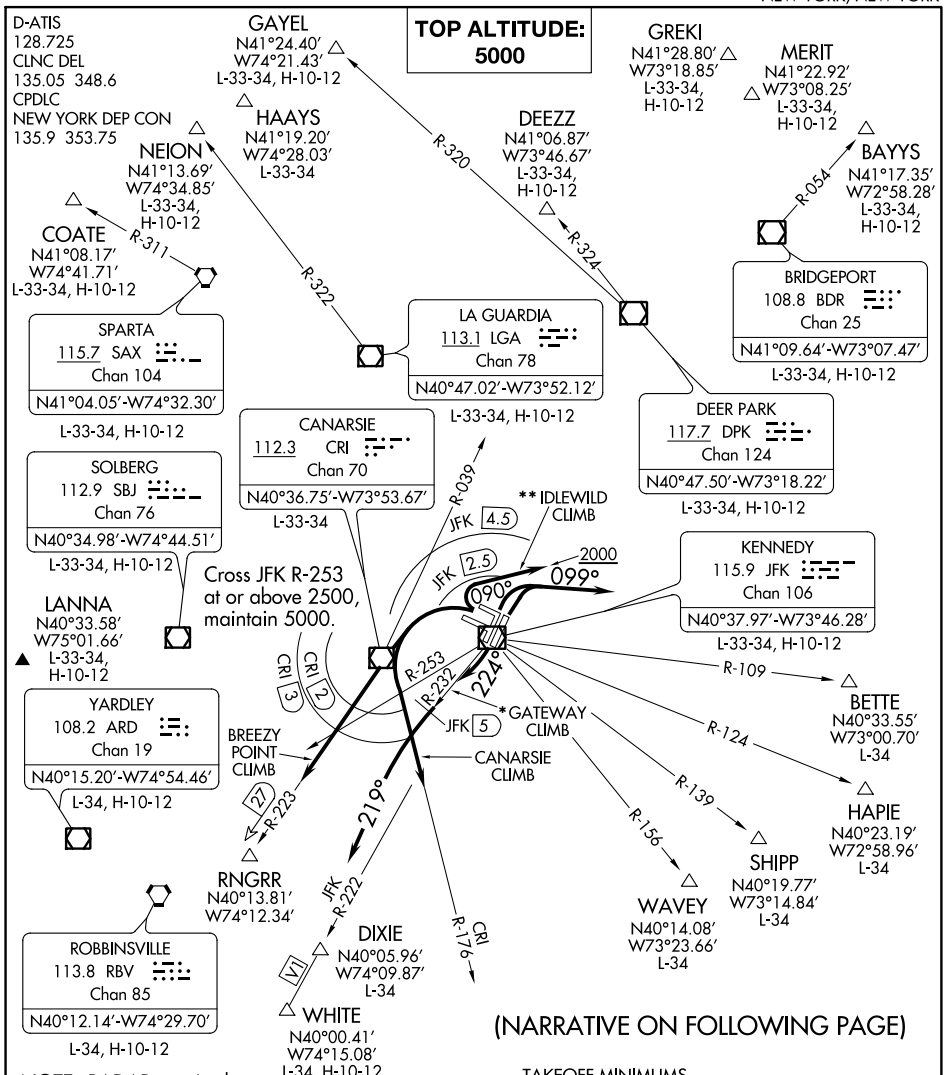 NEW YORK, NEW YORK
D-ATIS
128.725
CLNC DEL
135.05 348.6
CPDLC
NEW YORK DEP CON
135.9 353.75
GAYEL
N41°24.40'
W74°21.43'
L-33-34, H-10-12
TOP ALTITUDE:
5000
GREKI
N41°28.80'
W73°18.85'
L-33-34,
H-10-12
MERIT
N41°22.92'
W73°08.25'
L-33-34,
H-10-12
HAAYS
N41°19.20'
W74°28.03'
L-33-34
DEEZZ
N41°06.87'
W73°46.67'
L-33-34,
H-10-12
BAYYS
N41°17.35'
W72°58.28'
L-33-34,
H-10-12
NEION
N41°13.69'
W74°34.85'
L-33-34,
H-10-12
COATE
N41°08.17'
W74°41.71'
L-33-34, H-10-12
R-311
R-322
R-320
R-324
R-054
BRIDGEPORT
108.8 BDR
Chan 25
N41°09.64'-W73°07.47'
L-33-34, H-10-12
SPARTA
115.7 SAX
Chan 104
N41°04.05'-W74°32.30'
L-33-34, H-10-12
LA GUARDIA
113.1 LGA
Chan 78
N40°47.02'-W73°52.12'
L-33-34, H-10-12
DEER PARK
117.7 DPK
Chan 124
N40°47.50'-W73°18.22'
L-33-34, H-10-12
CANARSIE
112.3 CRI
Chan 70
N40°36.75'-W73°53.67'
L-33-34
SOLBERG
112.9 SBJ
Chan 76
N40°34.98'-W74°44.51'
L-33-34, H-10-12
R-039
** IDLEWILD
CLIMB
JFK 4.5
JFK 2.5
2000
090°
099°
KENNEDY
115.9 JFK
Chan 106
N40°37.97'-W73°46.28'
L-33-34, H-10-12
Cross JFK R-253
at or above 2500,
maintain 5000.
LANNA
N40°33.58'
W75°01.66'
L-33-34,
H-10-12
CRI 3
CRI 2
R-253
R-232
224°
JFK 5
* GATEWAY
CLIMB
CANARSIE
CLIMB
BREEZY
POINT
CLIMB
R-109
R-124
R-139
R-156
BETTE
N40°33.55'
W73°00.70'
L-34
YARDLEY
108.2 ARD
Chan 19
N40°15.20'-W74°54.46'
L-34, H-10-12
27
R-223
219°
HAPIE
N40°23.19'
W72°58.96'
L-34
RNGRR
N40°13.81'
W74°12.34'
JFK
R-222
CRI
R-176
SHIPP
N40°19.77'
W73°14.84'
L-34
WAVEY
N40°14.08'
W73°23.66'
L-34
ROBBINSVILLE
113.8 RBV
Chan 85
N40°12.14'-W74°29.70'
L-34, H-10-12
DIXIE
N40°05.96'
W74°09.87'
L-34
V1
WHITE
N40°00.41'
W74°15.08'
L-34, H-10-12
(NARRATIVE ON FOLLOWING PAGE)
TAKEOFF MINIMUMS